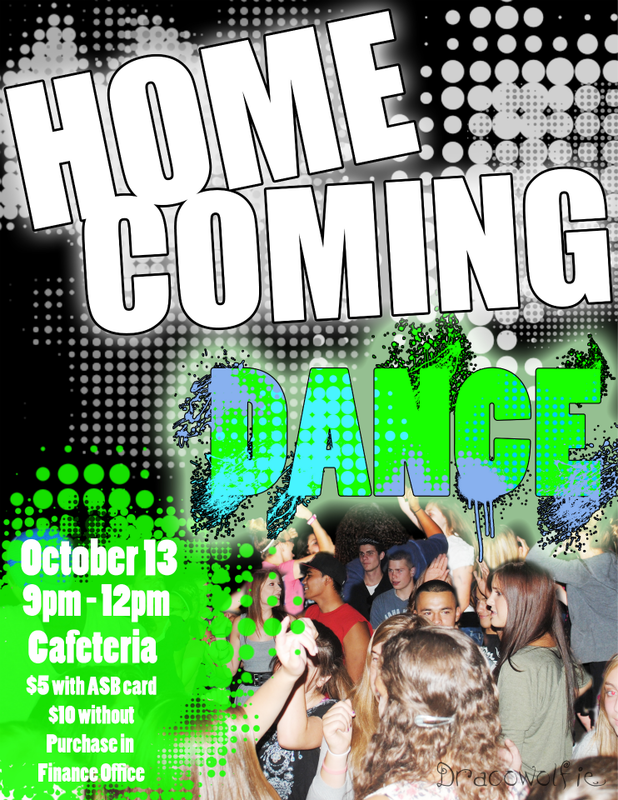 HOME
COMING
DANCE
October 13
9pm - 12pm
Cafeteria
$5 with ASB card
$10 without
Purchase in
Finance Office
Dracowolfie